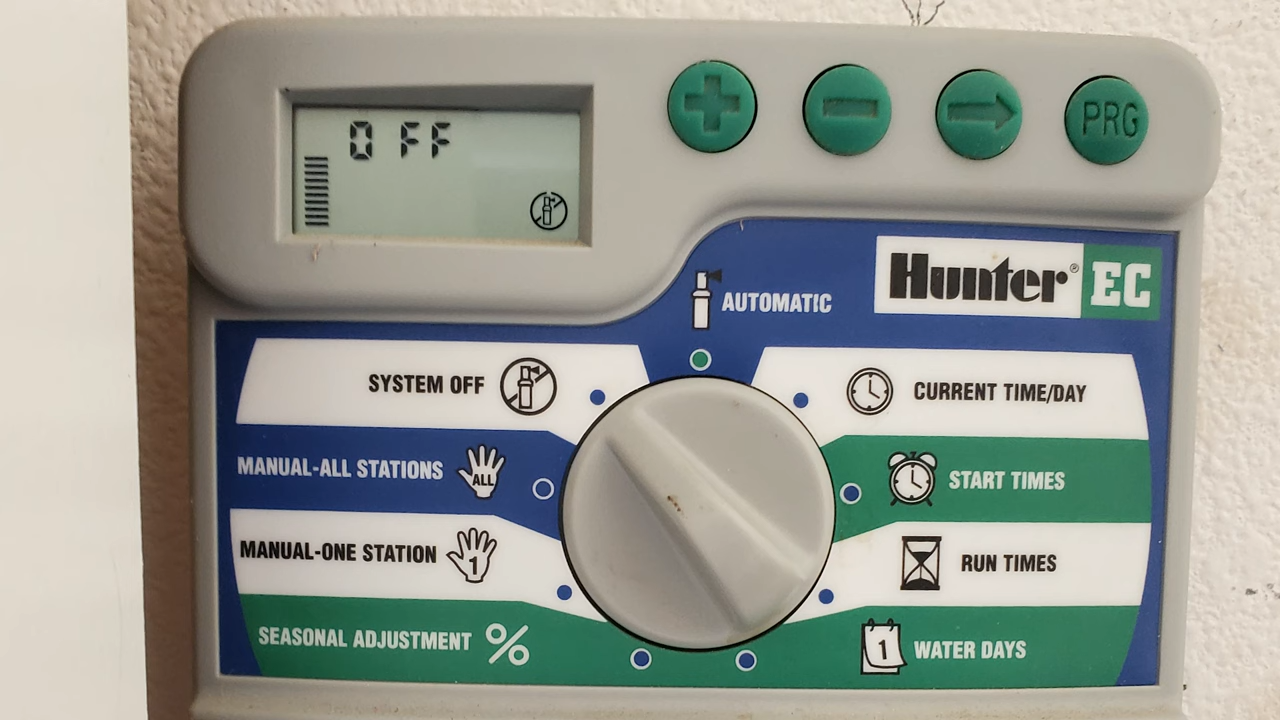 OFF
PRG
Hunter® EC
AUTOMATIC
SYSTEM OFF
CURRENT TIME/DAY
MANUAL-ALL STATIONS
ALL
START TIMES
MANUAL-ONE STATION
1
RUN TIMES
SEASONAL ADJUSTMENT %
1
WATER DAYS